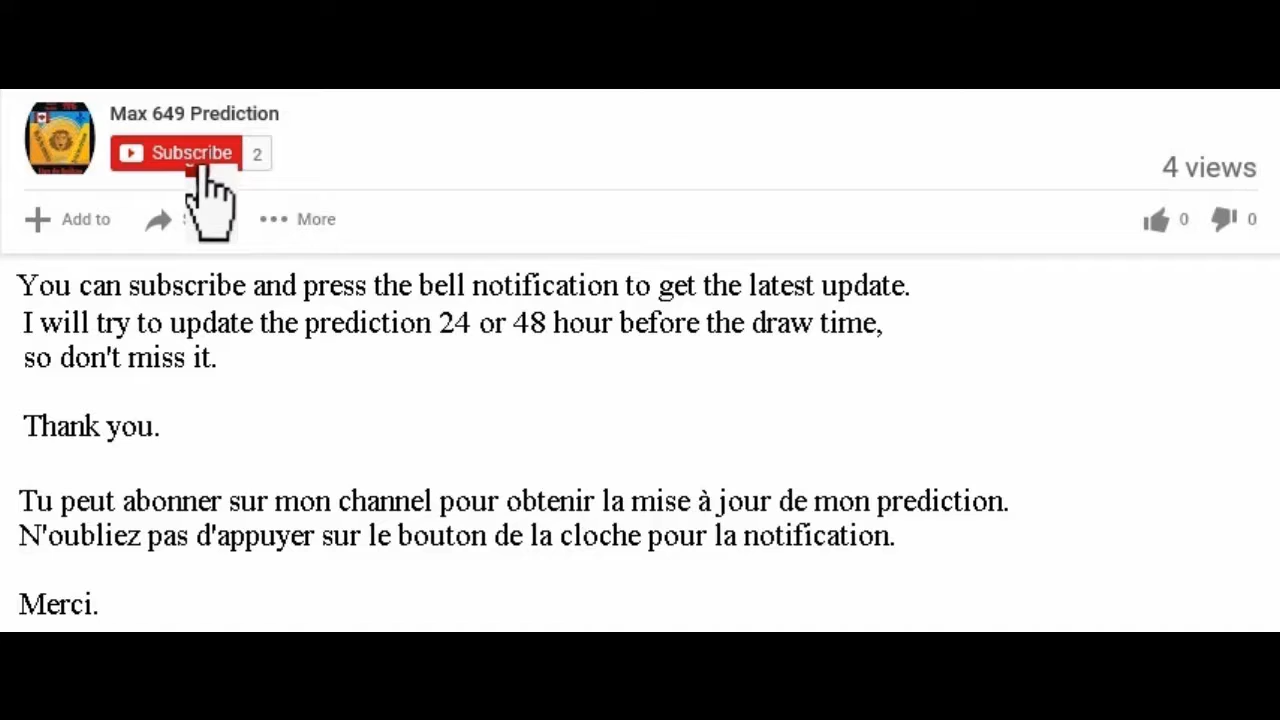 Max 649 Prediction
Subscribe 2
4 views
Add to
More
0 0
You can subscribe and press the bell notification to get the latest update.
I will try to update the prediction 24 or 48 hour before the draw time,
so don't miss it.
Thank you.
Tu peut abonner sur mon channel pour obtenir la mise à jour de mon prediction.
N'oubliez pas d'appuyer sur le bouton de la cloche pour la notification.
Merci.